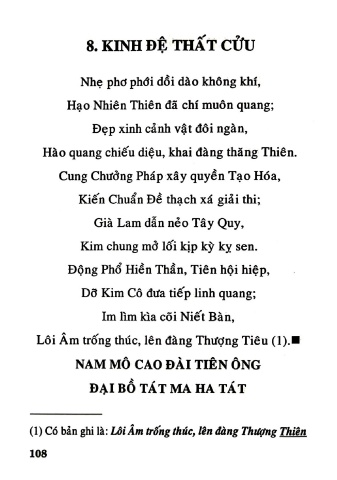 8. KINH ĐỆ THẤT CỬU
Nhẹ phơ phới dồi dào không khí,
Hạo Nhiên Thiên đã chí muôn quang;
Đẹp xinh cảnh vật đôi ngàn,
Hào quang chiếu diệu, khai đàng thăng Thiên.
Cung Chưởng Pháp xây quyền Tạo Hóa,
Kiến Chuẩn Đề thạch xá giải thi;
Già Lam dẫn nẻo Tây Quy,
Kim chung mở lối kịp kỳ kỵ sen.
Động Phổ Hiền Thần, Tiên hội hiệp,
Dỡ Kim Cô đưa tiếp linh quang;
Im lìm kìa cõi Niết Bàn,
Lôi Âm trống thúc, lên đàng Thượng Tiêu (1).■
NAM MÔ CAO ĐÀI TIÊN ÔNG
ĐẠI BỒ TÁT MA HA TÁT
(1) Có bản ghi là: Lôi Âm trống thúc, lên đàng Thượng Thiên
108